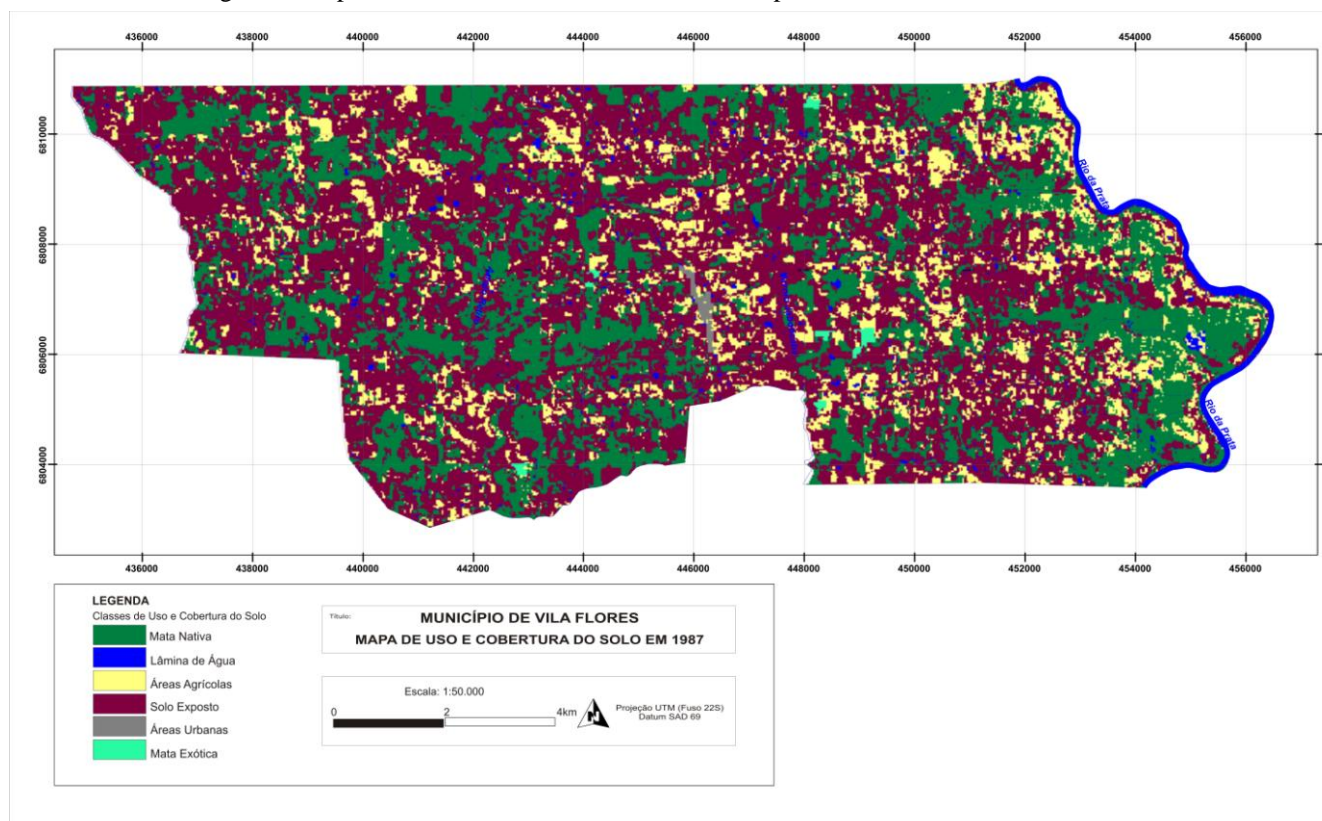 436000 438000 440000 442000 444000 446000 448000 450000 452000 454000 456000
6810000
6808000
6806000
6804000
Rio da Prata
Rio da Prata
436000 438000 440000 442000 444000 446000 448000 450000 452000 454000 456000
LEGENDA
Classes de Uso e Cobertura do Solo
Mata Nativa
Lâmina de Água
Áreas Agrícolas
Solo Exposto
Áreas Urbanas
Mata Exótica
Título:
MUNICÍPIO DE VILA FLORES
MAPA DE USO E COBERTURA DO SOLO EM 1987
Escala: 1:50.000
0 2 4km
N
Projeção UTM (Fuso 22S)
Datum SAD 69